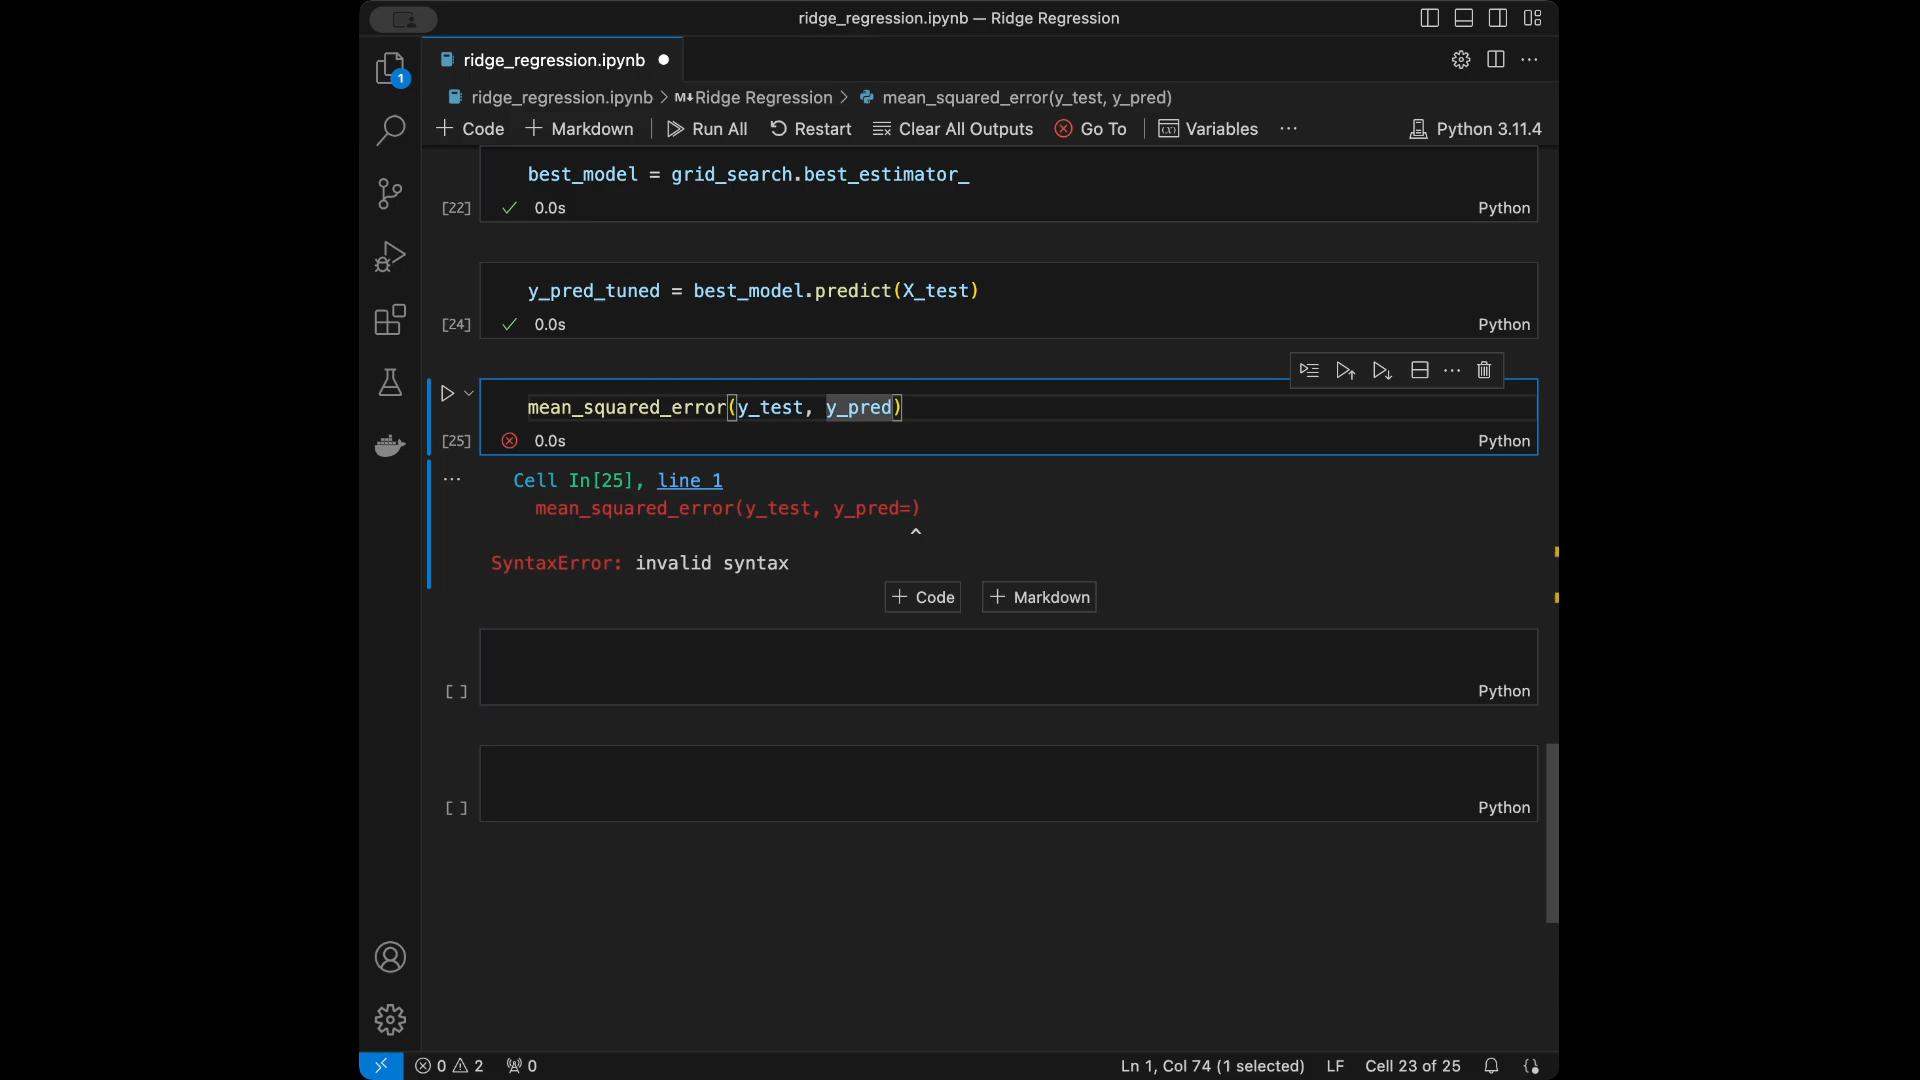 ridge_regression.ipynb — Ridge Regression
ridge_regression.ipynb
1
ridge_regression.ipynb > M↓Ridge Regression > mean_squared_error(y_test, y_pred)
+ Code + Markdown Run All Restart Clear All Outputs Go To Variables ··· Python 3.11.4
best_model = grid_search.best_estimator_
[22] ✓ 0.0s Python
y_pred_tuned = best_model.predict(X_test)
[24] ✓ 0.0s Python
mean_squared_error(y_test, y_pred)
[25] 0.0s Python
··· Cell In[25], line 1
mean_squared_error(y_test, y_pred=)
^
SyntaxError: invalid syntax
+ Code + Markdown
[ ] Python
[ ] Python
0 2 0 Ln 1, Col 74 (1 selected) LF Cell 23 of 25